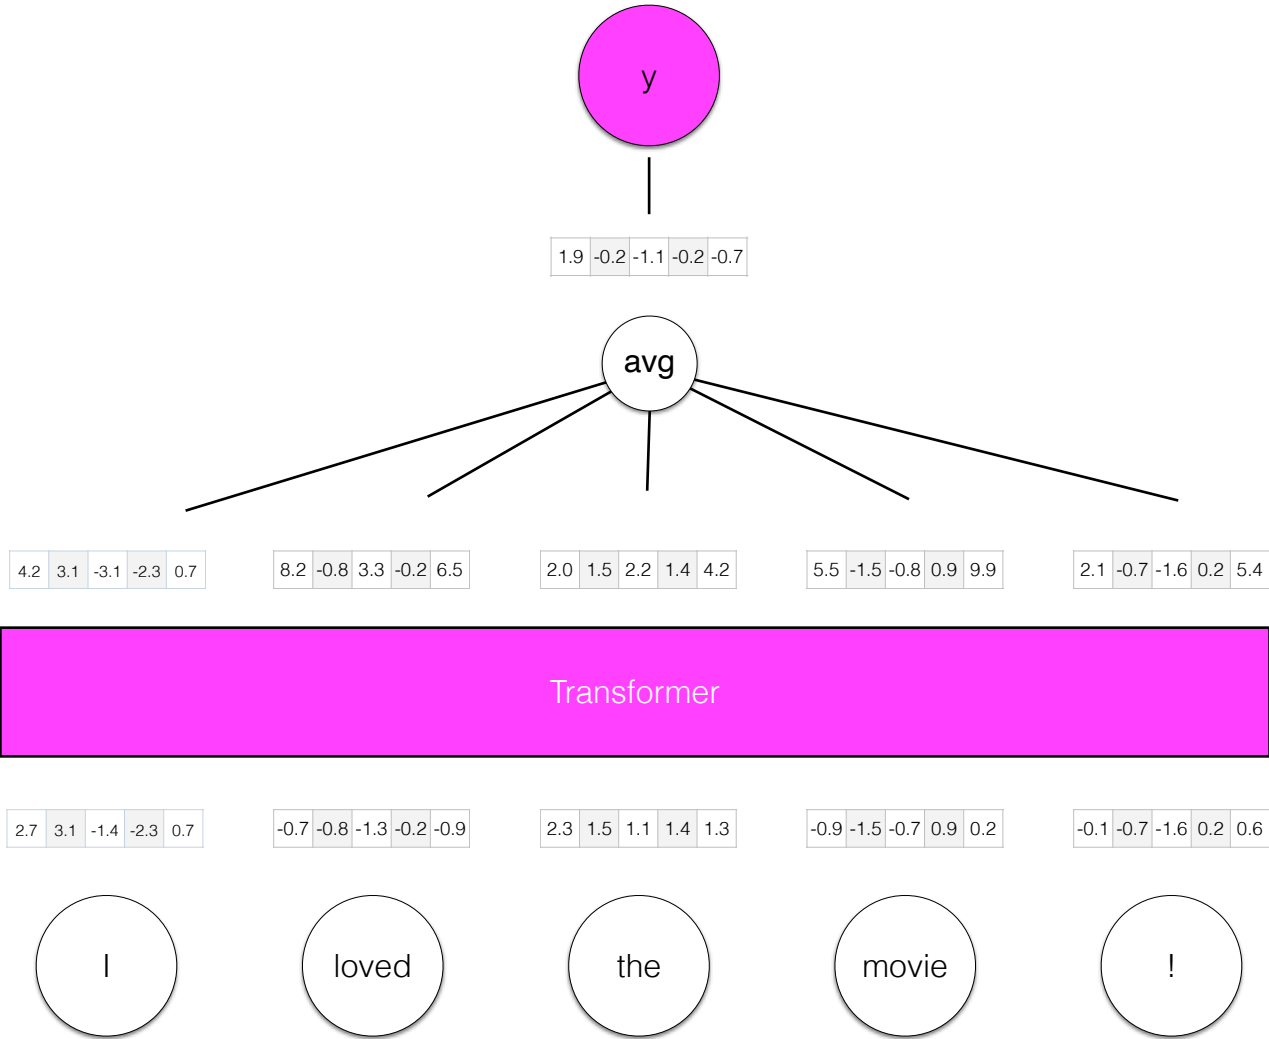 y
1.9 -0.2 -1.1 -0.2 -0.7
avg
4.2 3.1 -3.1 -2.3 0.7 8.2 -0.8 3.3 -0.2 6.5 2.0 1.5 2.2 1.4 4.2 5.5 -1.5 -0.8 0.9 9.9 2.1 -0.7 -1.6 0.2 5.4
Transformer
2.7 3.1 -1.4 -2.3 0.7 -0.7 -0.8 -1.3 -0.2 -0.9 2.3 1.5 1.1 1.4 1.3 -0.9 -1.5 -0.7 0.9 0.2 -0.1 -0.7 -1.6 0.2 0.6
I loved the movie !